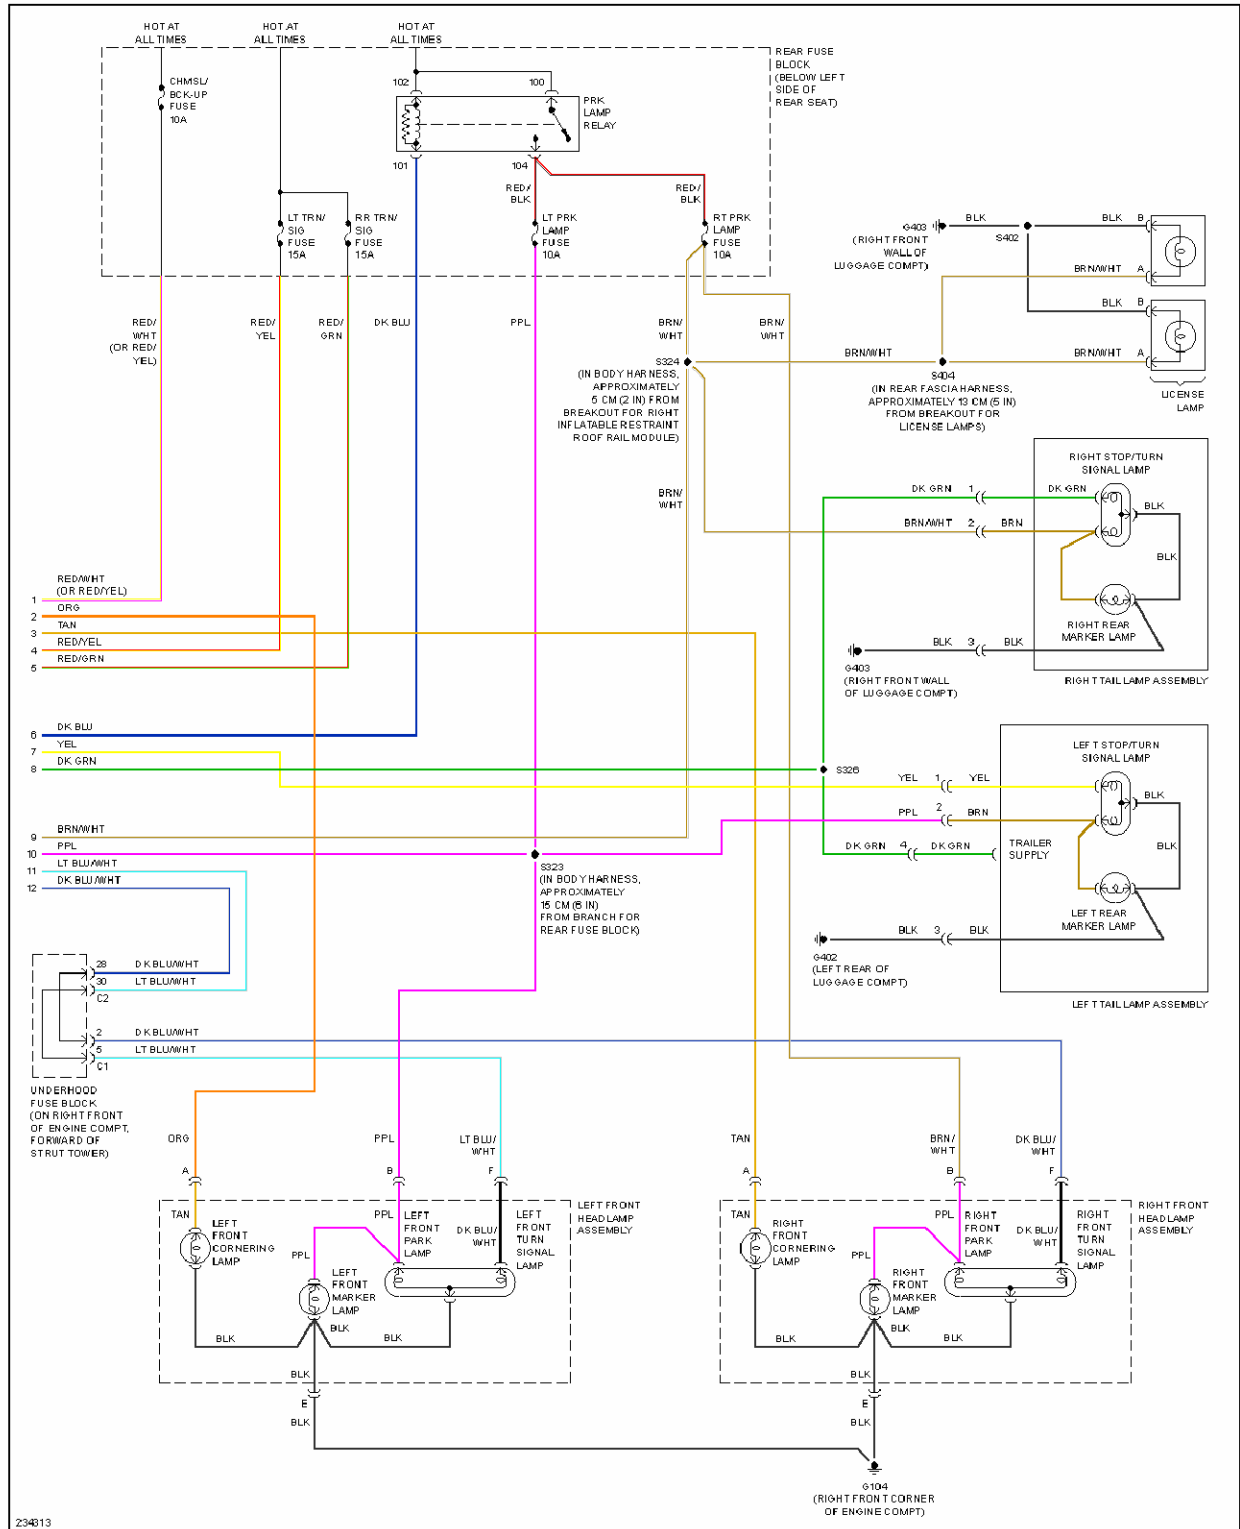 HOT AT
ALL TIMES
HOT AT
ALL TIMES
HOT AT
ALL TIMES
REAR FUSE
BLOCK
(BELOW LEFT
SIDE OF
REAR SEAT)
CHMSL/
BCK-UP
FUSE
10A
102
100
PRK
LAMP
RELAY
101
104
RED/
BLK
RED/
BLK
LT TRN/
SIG
FUSE
15A
RR TRN/
SIG
FUSE
15A
LT PRK
LAMP
FUSE
10A
RT PRK
LAMP
FUSE
10A
G403
(RIGHT FRONT
WALL OF
LUGGAGE COMPT)
BLK
S402
BLK
B
BRN/WHT
A
BLK
B
BRN/WHT
BRN/WHT
A
S404
(IN REAR FASCIA HARNESS,
APPROXIMATELY 13 CM (5 IN)
FROM BREAKOUT FOR
LICENSE LAMPS)
LICENSE
LAMP
RED/
WHT
(OR RED/
YEL)
RED/
YEL
RED/
GRN
DK BLU
PPL
BRN/
WHT
BRN/
WHT
S324
(IN BODY HARNESS,
APPROXIMATELY
5 CM (2 IN) FROM
BREAKOUT FOR RIGHT
INFLATABLE RESTRAINT
ROOF RAIL MODULE)
BRN/
WHT
RIGHT STOP/TURN
SIGNAL LAMP
DK GRN
1
DK GRN
BLK
BRN/WHT
2
BRN
BLK
RIGHT REAR
MARKER LAMP
BLK
3
BLK
G403
(RIGHT FRONT WALL
OF LUGGAGE COMPT)
RIGHT TAIL LAMP ASSEMBLY
1
RED/WHT
(OR RED/YEL)
2
ORG
3
TAN
4
RED/YEL
5
RED/GRN
6
DK BLU
7
YEL
8
DK GRN
S326
LEFT STOP/TURN
SIGNAL LAMP
YEL
1
YEL
BLK
PPL
2
BRN
DK GRN
4
DK GRN
TRAILER
SUPPLY
BLK
LEFT REAR
MARKER LAMP
BLK
3
BLK
G402
(LEFT REAR OF
LUGGAGE COMPT)
LEFT TAIL LAMP ASSEMBLY
9
BRN/WHT
10
PPL
11
LT BLU/WHT
12
DK BLU/WHT
S323
(IN BODY HARNESS,
APPROXIMATELY
15 CM (6 IN)
FROM BRANCH FOR
REAR FUSE BLOCK)
28
DK BLU/WHT
30
LT BLU/WHT
C2
2
DK BLU/WHT
5
LT BLU/WHT
C1
UNDERHOOD
FUSE BLOCK
(ON RIGHT FRONT
OF ENGINE COMPT,
FORWARD OF
STRUT TOWER)
ORG
A
PPL
B
LT BLU/
WHT
F
TAN
A
BRN/
WHT
B
DK BLU/
WHT
F
LEFT FRONT
HEADLAMP
ASSEMBLY
TAN
LEFT
FRONT
CORNERING
LAMP
PPL
PPL
LEFT
FRONT
PARK
LAMP
DK BLU/
WHT
LEFT
FRONT
TURN
SIGNAL
LAMP
LEFT
FRONT
MARKER
LAMP
BLK
BLK
BLK
BLK
E
BLK
RIGHT FRONT
HEADLAMP
ASSEMBLY
TAN
RIGHT
FRONT
CORNERING
LAMP
PPL
PPL
RIGHT
FRONT
PARK
LAMP
DK BLU/
WHT
RIGHT
FRONT
TURN
SIGNAL
LAMP
RIGHT
FRONT
MARKER
LAMP
BLK
BLK
BLK
BLK
E
BLK
G104
(RIGHT FRONT CORNER
OF ENGINE COMPT)
234313